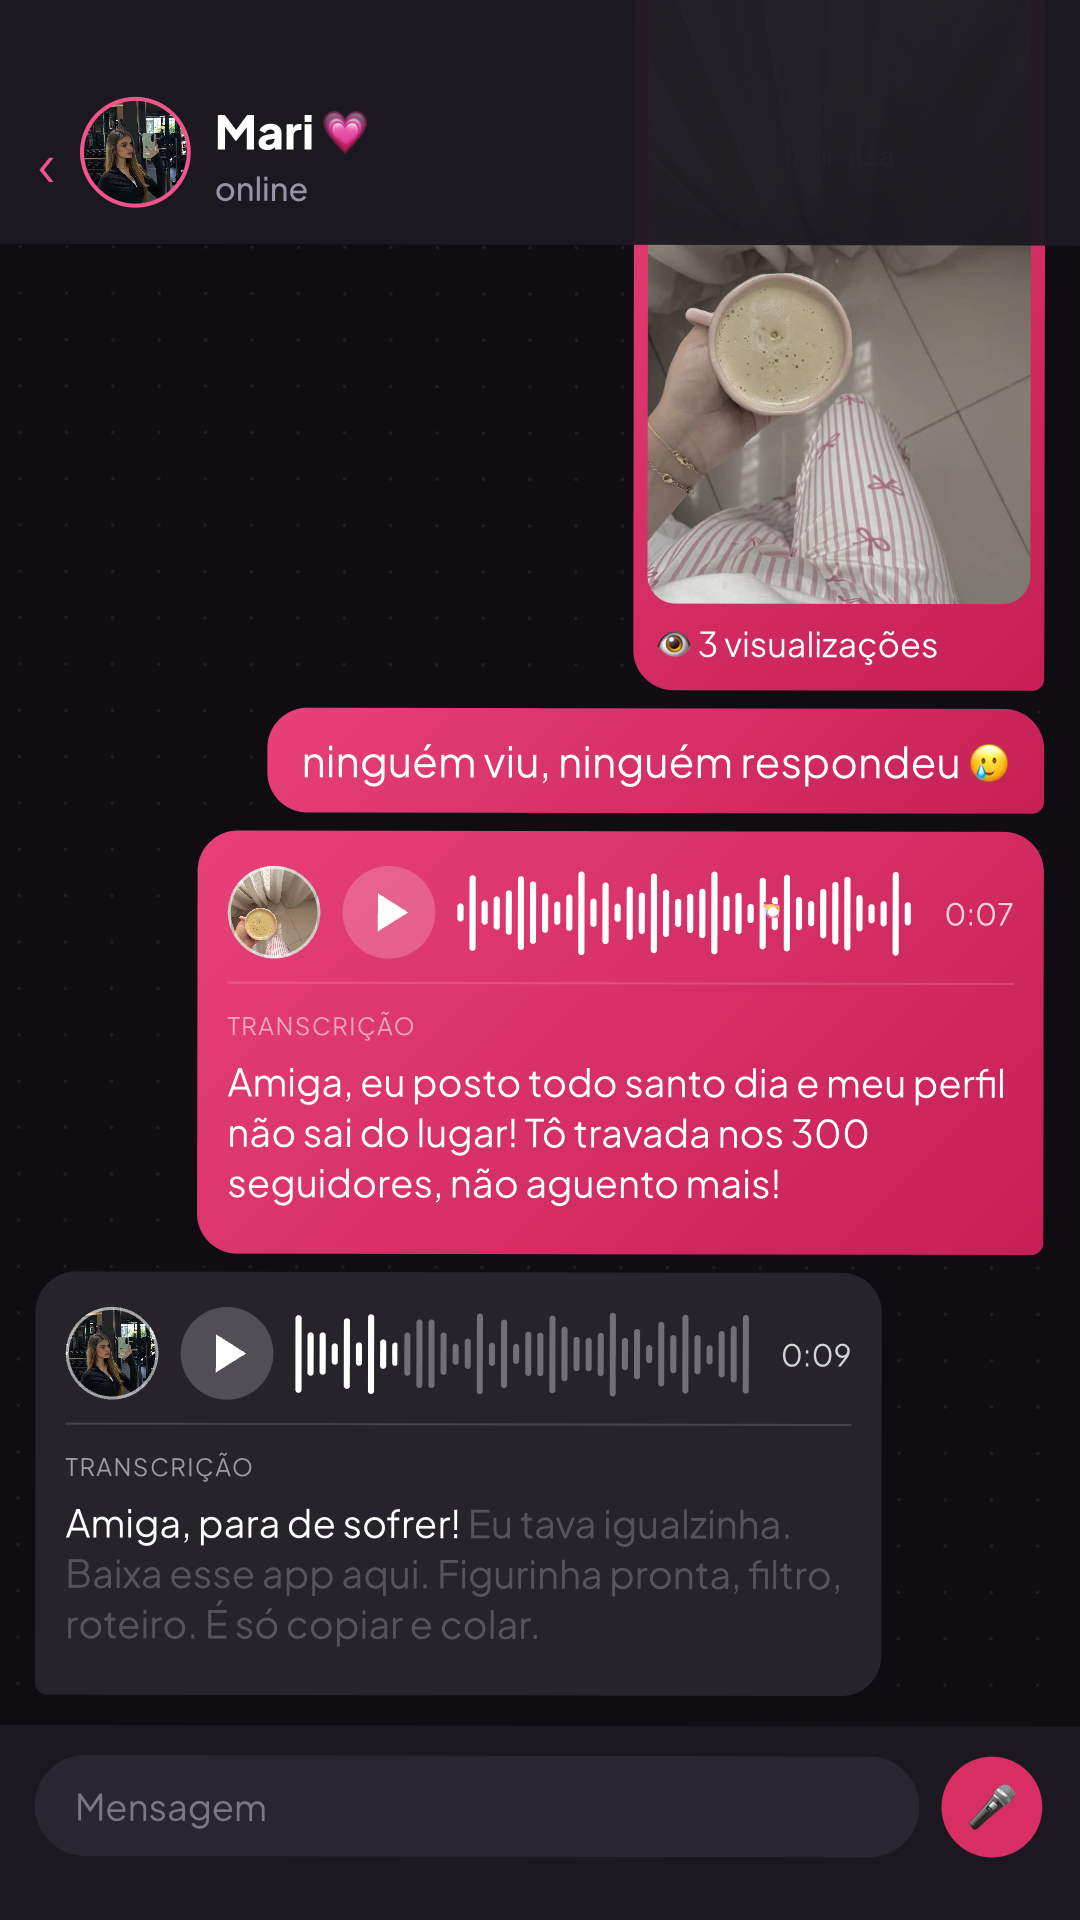 Mari 💗
online
👁️ 3 visualizações
ninguém viu, ninguém respondeu 🥲
0:07
TRANSCRIÇÃO
Amiga, eu posto todo santo dia e meu perfil
não sai do lugar! Tô travada nos 300
seguidores, não aguento mais!
0:09
TRANSCRIÇÃO
Amiga, para de sofrer! Eu tava igualzinha.
Baixa esse app aqui. Figurinha pronta, filtro,
roteiro. É só copiar e colar.
Mensagem